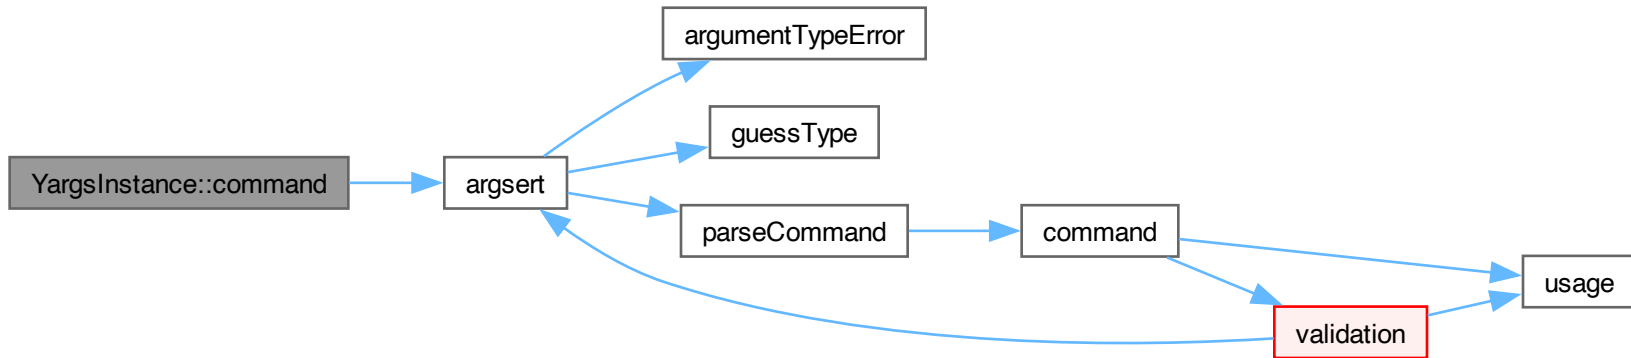 argumentTypeError
guessType
YargsInstance::command
argsert
parseCommand
command
usage
validation